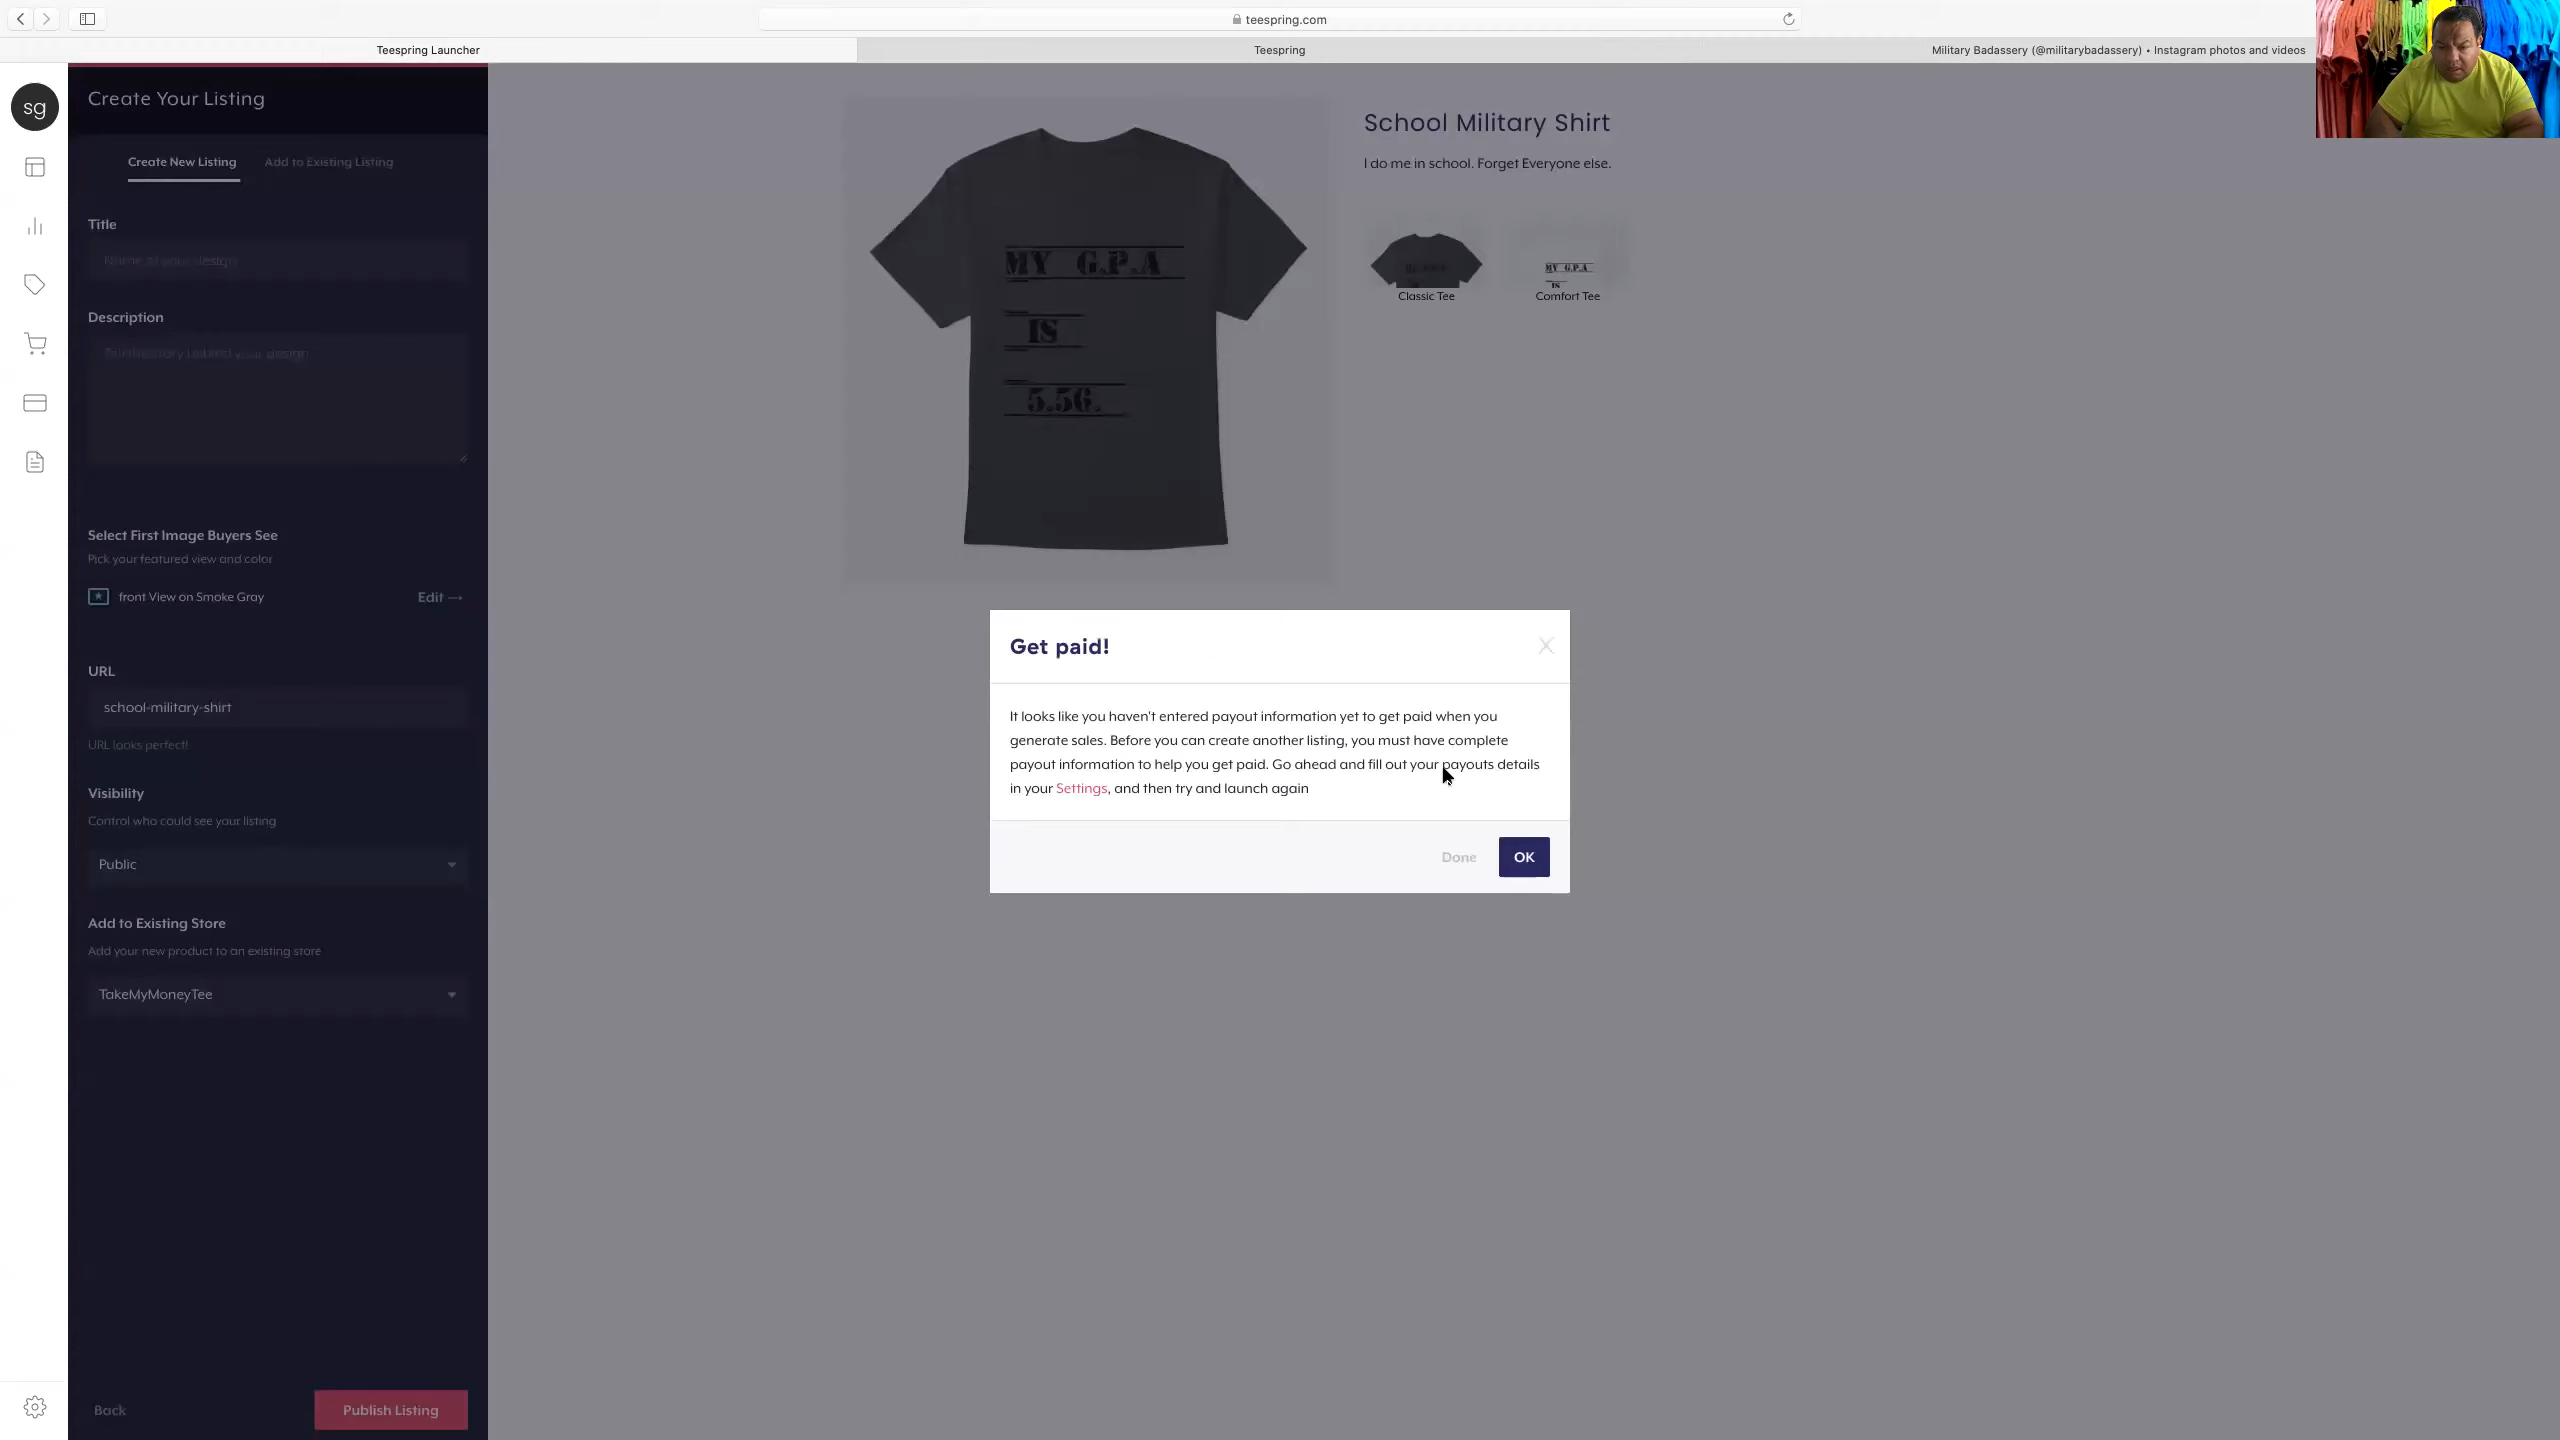 teespring.com
Teespring Launcher
Teespring
Military Badassery (@militarybadassery) • Instagram photos and videos
sg
Create Your Listing
Create New Listing
Add to Existing Listing
Title
Name of your design
Description
Select First Image Buyers See
Pick your featured view and color
front View on Smoke Gray
Edit →
URL
school-military-shirt
URL looks perfect!
Visibility
Control who could see your listing
Public
Add to Existing Store
Add your new product to an existing store
TakeMyMoneyTee
Back
Publish Listing
MY G.P.A
IS
5.56.
School Military Shirt
I do me in school. Forget Everyone else.
MY G.P.A
IS
Classic Tee
Comfort Tee
Get paid!
It looks like you haven't entered payout information yet to get paid when you
generate sales. Before you can create another listing, you must have complete
payout information to help you get paid. Go ahead and fill out your payouts details
in your Settings, and then try and launch again
Done
OK